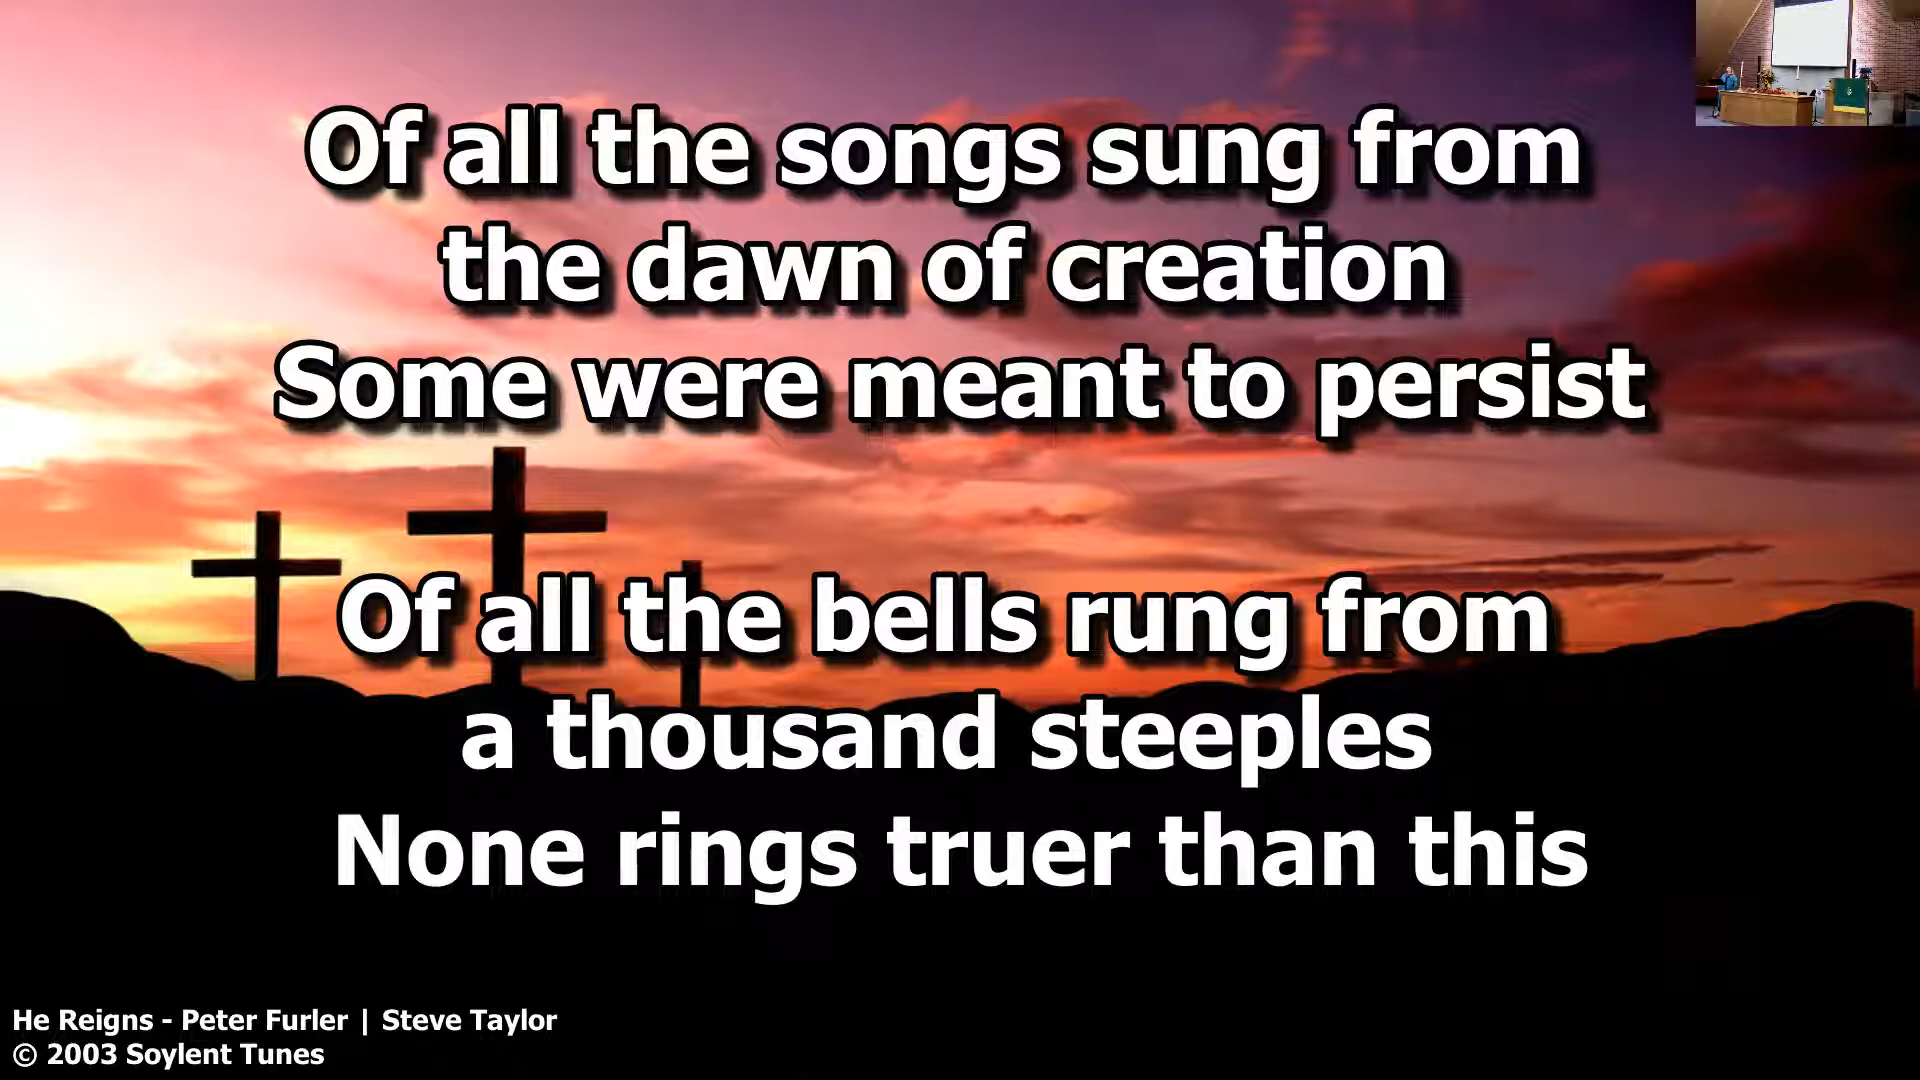 Of all the songs sung from
the dawn of creation
Some were meant to persist
Of all the bells rung from
a thousand steeples
None rings truer than this
He Reigns - Peter Furler | Steve Taylor
© 2003 Soylent Tunes